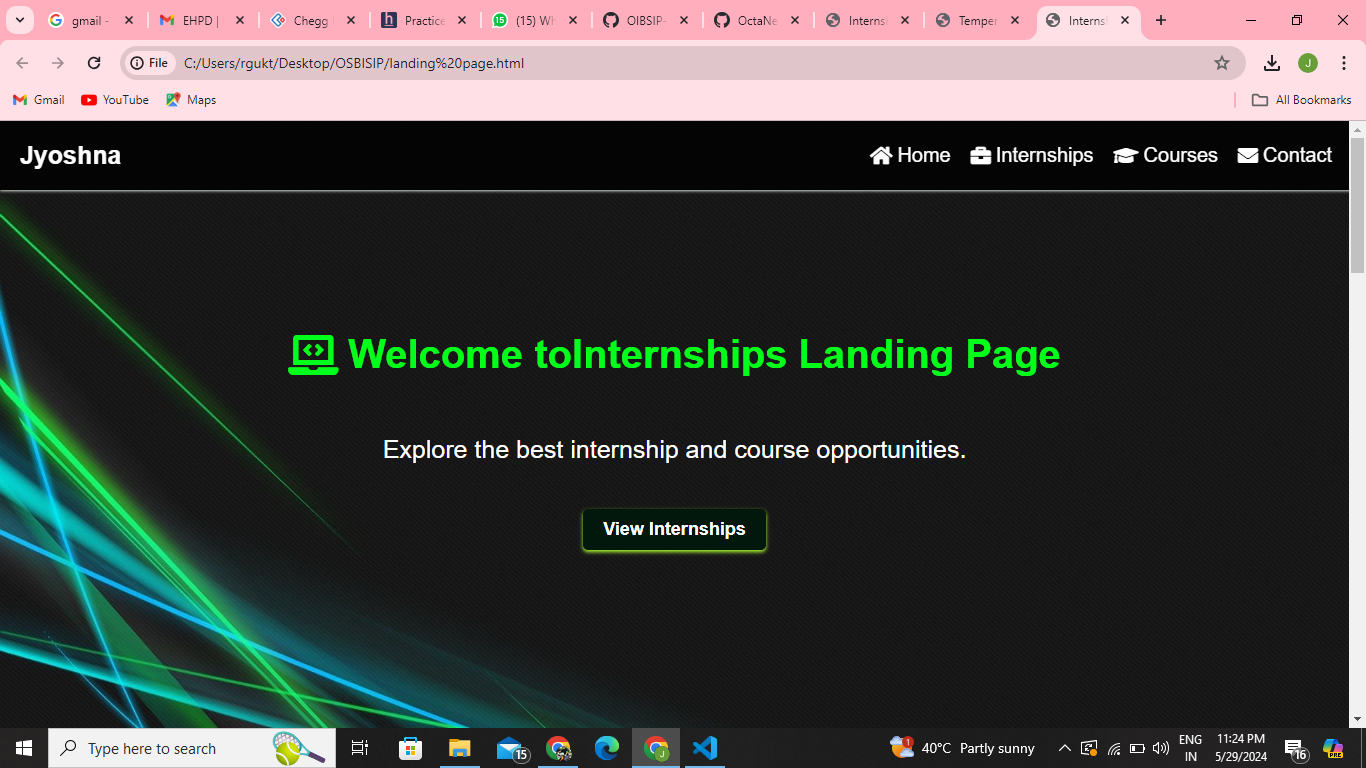 gmail -
EHPD |
Chegg
Practice
(15) Wh
OIBSIP-
OctaNe
Interns
Temper
Interns
File C:/Users/rgukt/Desktop/OSBISIP/landing%20page.html J
Gmail YouTube Maps All Bookmarks
Jyoshna Home Internships Courses Contact
Welcome toInternships Landing Page
Explore the best internship and course opportunities.
View Internships
Type here to search 15 J 1 40°C Partly sunny ENG 11:24 PM 16 PRE
IN 5/29/2024